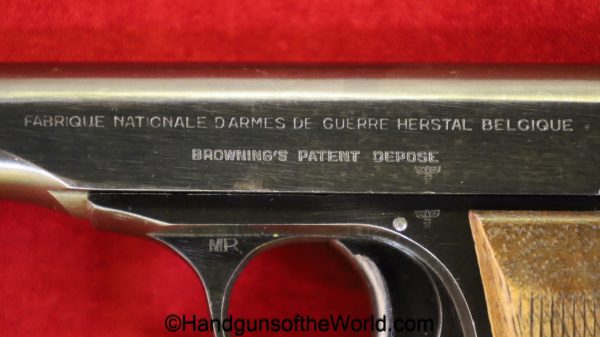 FABRIQUE NATIONALE D'ARMES DE GUERRE HERSTAL BELGIQUE
BROWNING'S PATENT DEPOSE
MR
©HandgunsoftheWorld.com